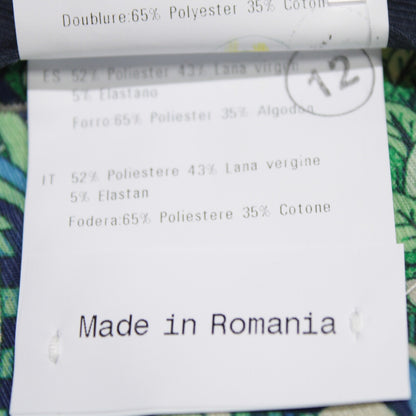 Doublure:65% Polyester 35% Coton
ES 52% Poliester 43% Lana virgen
5% Elastano
Forro:65% Poliester 35% Algodon
12
IT 52% Poliestere 43% Lana vergine
5% Elastan
Fodera:65% Poliestere 35% Cotone
Made in Romania